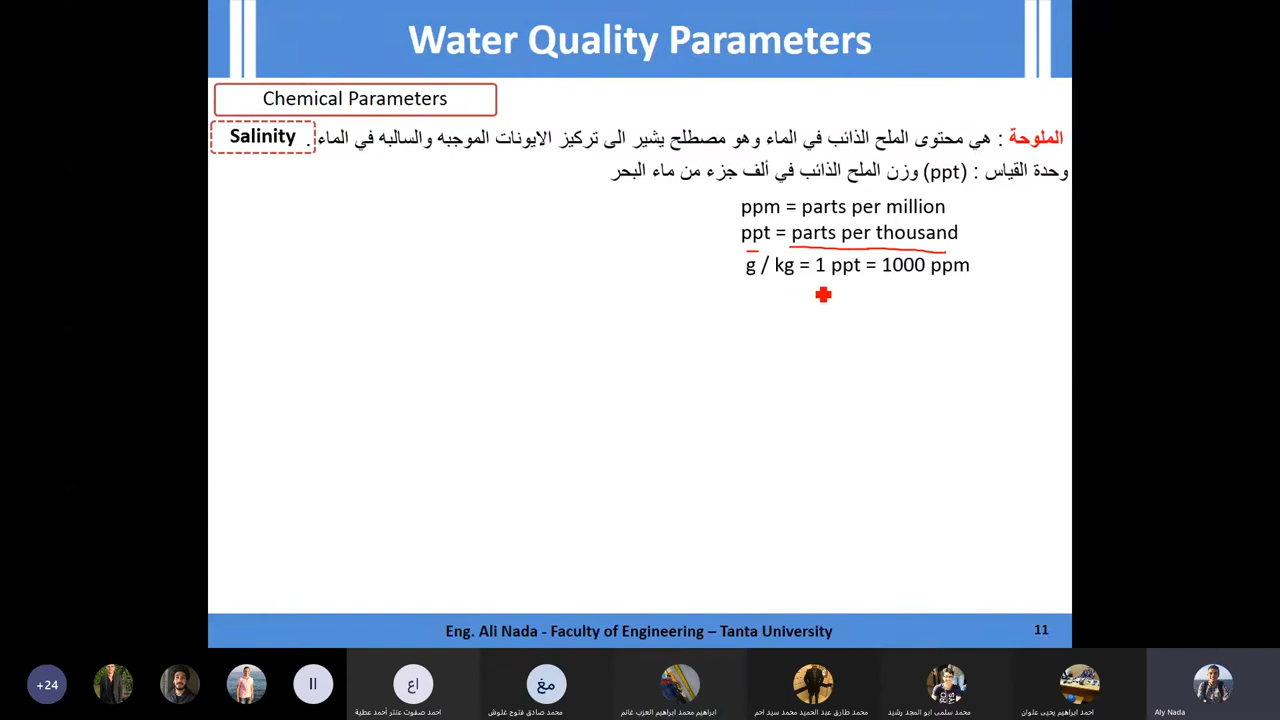 Water Quality Parameters
Chemical Parameters
Salinity
الملوحة : هي محتوى الملح الذائب في الماء وهو مصطلح يشير الى تركيز الايونات الموجبه والسالبه في الماء .
وحدة القياس : (ppt) وزن الملح الذائب في ألف جزء من ماء البحر
ppm = parts per million
ppt = parts per thousand
g / kg = 1 ppt = 1000 ppm
Eng. Ali Nada - Faculty of Engineering – Tanta University
11
+24
اا
اع
مغ
احمد صفوت علتر أحمد عطية
محمد صادق فتوح غلوش
ابراهيم محمد ابراهيم العزب غانم
محمد طارق عبد الحميد محمد سيد احم
محمد سلمى ابو المجد رشيد
احمد ابراهيم يحيى علوان
Aly Nada